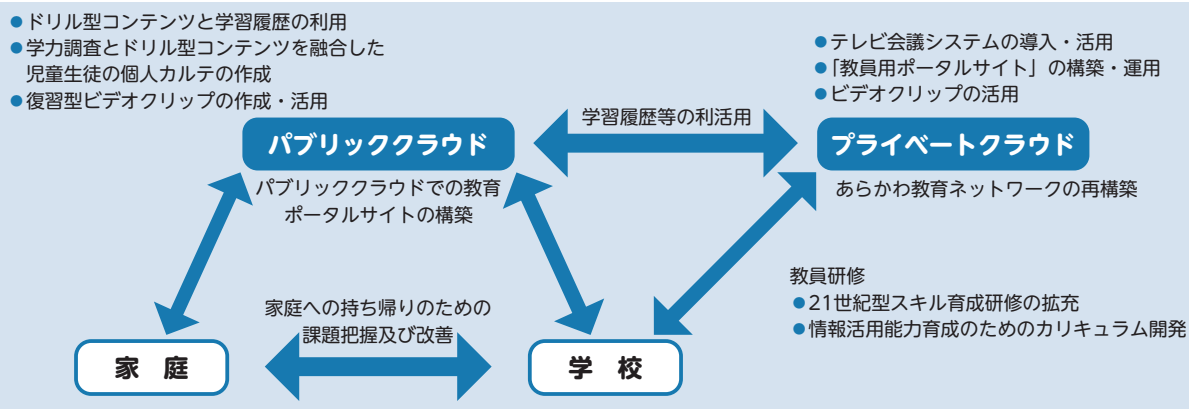 ●ドリル型コンテンツと学習履歴の利用
●学力調査とドリル型コンテンツを融合した
児童生徒の個人カルテの作成
●復習型ビデオクリップの作成・活用
●テレビ会議システムの導入・活用
●「教員用ポータルサイト」の構築・運用
●ビデオクリップの活用
学習履歴等の利活用
パブリッククラウド
プライベートクラウド
パブリッククラウドでの教育
ポータルサイトの構築
あらかわ教育ネットワークの再構築
教員研修
●21世紀型スキル育成研修の拡充
●情報活用能力育成のためのカリキュラム開発
家庭への持ち帰りのための
課題把握及び改善
家 庭
学 校